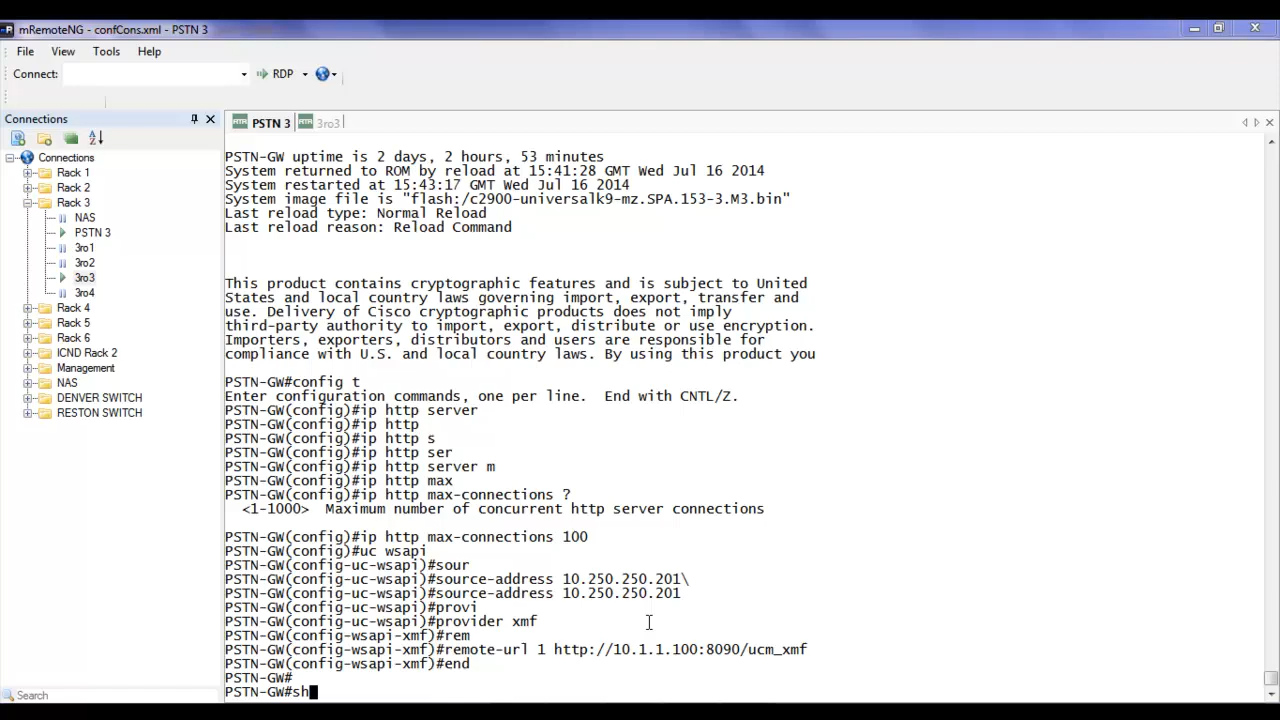 mRemoteNG - confCons.xml - PSTN 3
File View Tools Help
Connect: RDP
Connections
PSTN 3 3ro3
Connections
Rack 1
Rack 2
Rack 3
NAS
PSTN 3
3ro1
3ro2
3ro3
3ro4
Rack 4
Rack 5
Rack 6
ICND Rack 2
Management
NAS
DENVER SWITCH
RESTON SWITCH
Search
PSTN-GW uptime is 2 days, 2 hours, 53 minutes
System returned to ROM by reload at 15:41:28 GMT Wed Jul 16 2014
System restarted at 15:43:17 GMT Wed Jul 16 2014
System image file is "flash:/c2900-universalk9-mz.SPA.153-3.M3.bin"
Last reload type: Normal Reload
Last reload reason: Reload Command
This product contains cryptographic features and is subject to United
States and local country laws governing import, export, transfer and
use. Delivery of Cisco cryptographic products does not imply
third-party authority to import, export, distribute or use encryption.
Importers, exporters, distributors and users are responsible for
compliance with U.S. and local country laws. By using this product you
PSTN-GW#config t
Enter configuration commands, one per line.  End with CNTL/Z.
PSTN-GW(config)#ip http server
PSTN-GW(config)#ip http
PSTN-GW(config)#ip http s
PSTN-GW(config)#ip http ser
PSTN-GW(config)#ip http server m
PSTN-GW(config)#ip http max
PSTN-GW(config)#ip http max-connections ?
<1-1000>  Maximum number of concurrent http server connections
PSTN-GW(config)#ip http max-connections 100
PSTN-GW(config)#uc wsapi
PSTN-GW(config-uc-wsapi)#sour
PSTN-GW(config-uc-wsapi)#source-address 10.250.250.201\
PSTN-GW(config-uc-wsapi)#source-address 10.250.250.201
PSTN-GW(config-uc-wsapi)#provi
PSTN-GW(config-uc-wsapi)#provider xmf
PSTN-GW(config-uc-wsapi-xmf)#rem
PSTN-GW(config-uc-wsapi-xmf)#remote-url 1 http://10.1.1.100:8090/ucm_xmf
PSTN-GW(config-uc-wsapi-xmf)#end
PSTN-GW#
PSTN-GW#sh